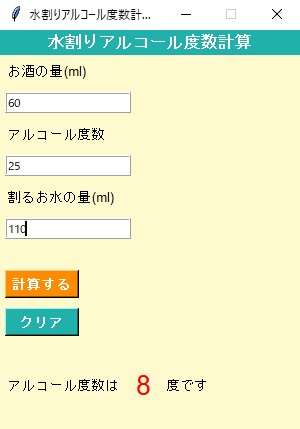 水割りアルコール度数計...
水割りアルコール度数計算
お酒の量(ml)
60
アルコール度数
25
割るお水の量(ml)
110
計算する
クリア
アルコール度数は 8 度です